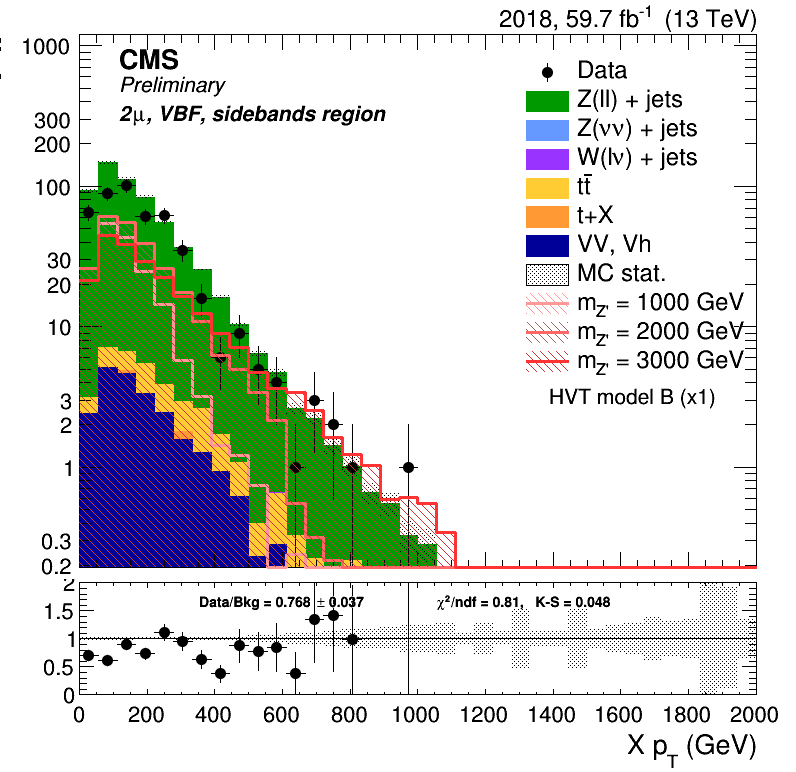 2018, 59.7 fb⁻¹ (13 TeV)
CMS
Preliminary
2μ, VBF, sidebands region
Data
Z(ll) + jets
Z(νν) + jets
W(lν) + jets
tt̄
t+X
VV, Vh
MC stat.
m_Z' = 1000 GeV
m_Z' = 2000 GeV
m_Z' = 3000 GeV
HVT model B (x1)
1000
300
200
100
30
20
10
3
2
1
0.3
0.2
Data/Bkg = 0.768 ± 0.037
χ²/ndf = 0.81, K-S = 0.048
2
1.5
1
0.5
0
0 200 400 600 800 1000 1200 1400 1600 1800 2000
X p_T (GeV)